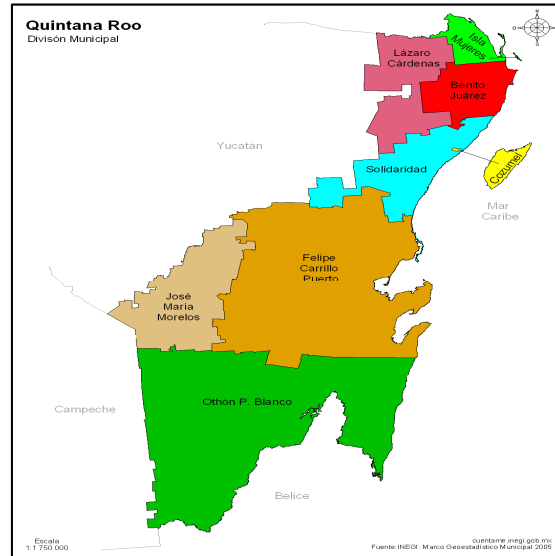 Quintana Roo
Divisón Municipal
Isla
Mujeres
Lázaro
Cárdenas
Benito
Juárez
Yucatán
Solidaridad
Cozumel
Mar
Caribe
Felipe
Carrillo
Puerto
José
María
Morelos
Othón P. Blanco
Campeche
Belice
Escala
1:1 750 000
cuentame.inegi.gob.mx
Fuente:INEGI. Marco Geoestadístico Municipal 2005